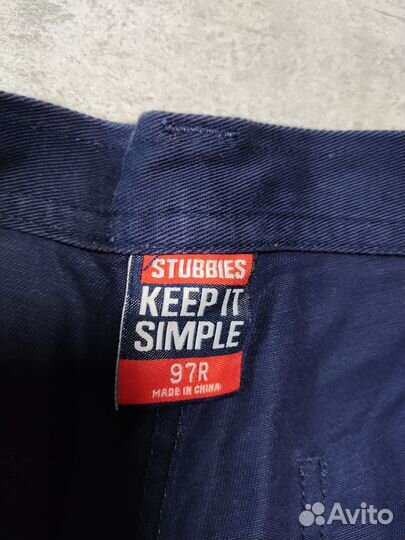 STUBBIES
KEEP IT
SIMPLE
97R
MADE IN CHINA
Avito